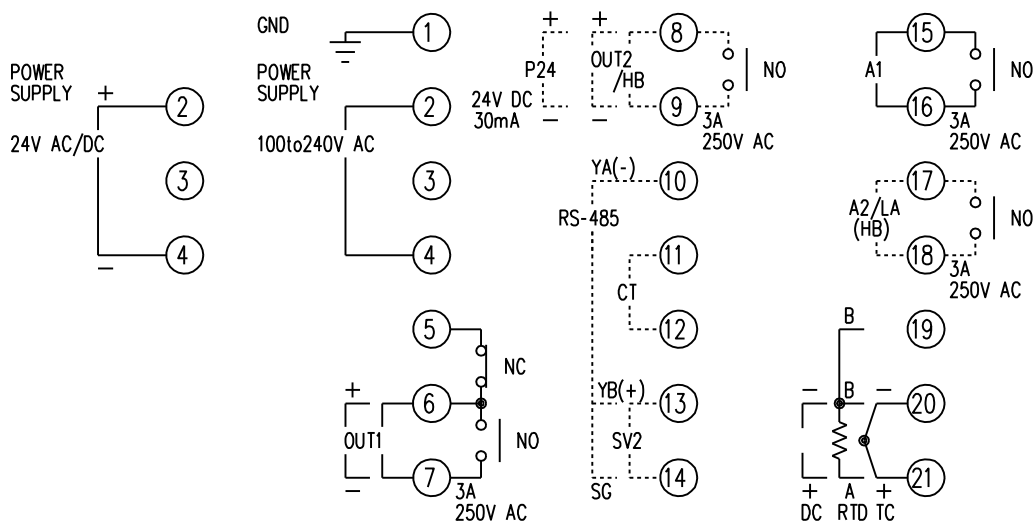 POWER
SUPPLY
+
24V AC/DC
−
2
3
4
GND
1
POWER
SUPPLY
2
100to240V AC
3
4
5
NC
+
6
OUT1
NO
−
7
3A
250V AC
+
+
8
P24
OUT2
/HB
NO
24V DC
30mA
−
−
9
3A
250V AC
YA(-)
10
RS-485
11
CT
12
YB(+)
13
SV2
14
SG
15
A1
NO
16
3A
250V AC
17
A2/LA
(HB)
NO
18
3A
250V AC
B
19
−
B
−
20
21
+
A
+
DC
RTD
TC